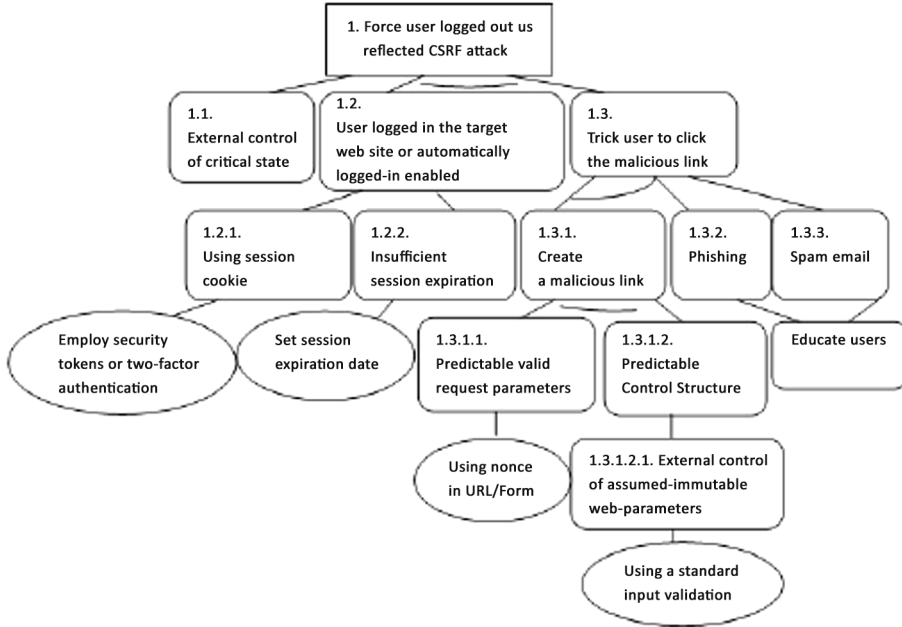 1. Force user logged out us
reflected CSRF attack
1.1.
External control
of critical state
1.2.
User logged in the target
web site or automatically
logged-in enabled
1.3.
Trick user to click
the malicious link
1.2.1.
Using session
cookie
1.2.2.
Insufficient
session expiration
1.3.1.
Create
a malicious link
1.3.2.
Phishing
1.3.3.
Spam email
Employ security
tokens or two-factor
authentication
Set session
expiration date
1.3.1.1.
Predictable valid
request parameters
1.3.1.2.
Predictable
Control Structure
Educate users
Using nonce
in URL/Form
1.3.1.2.1. External control
of assumed-immutable
web-parameters
Using a standard
input validation